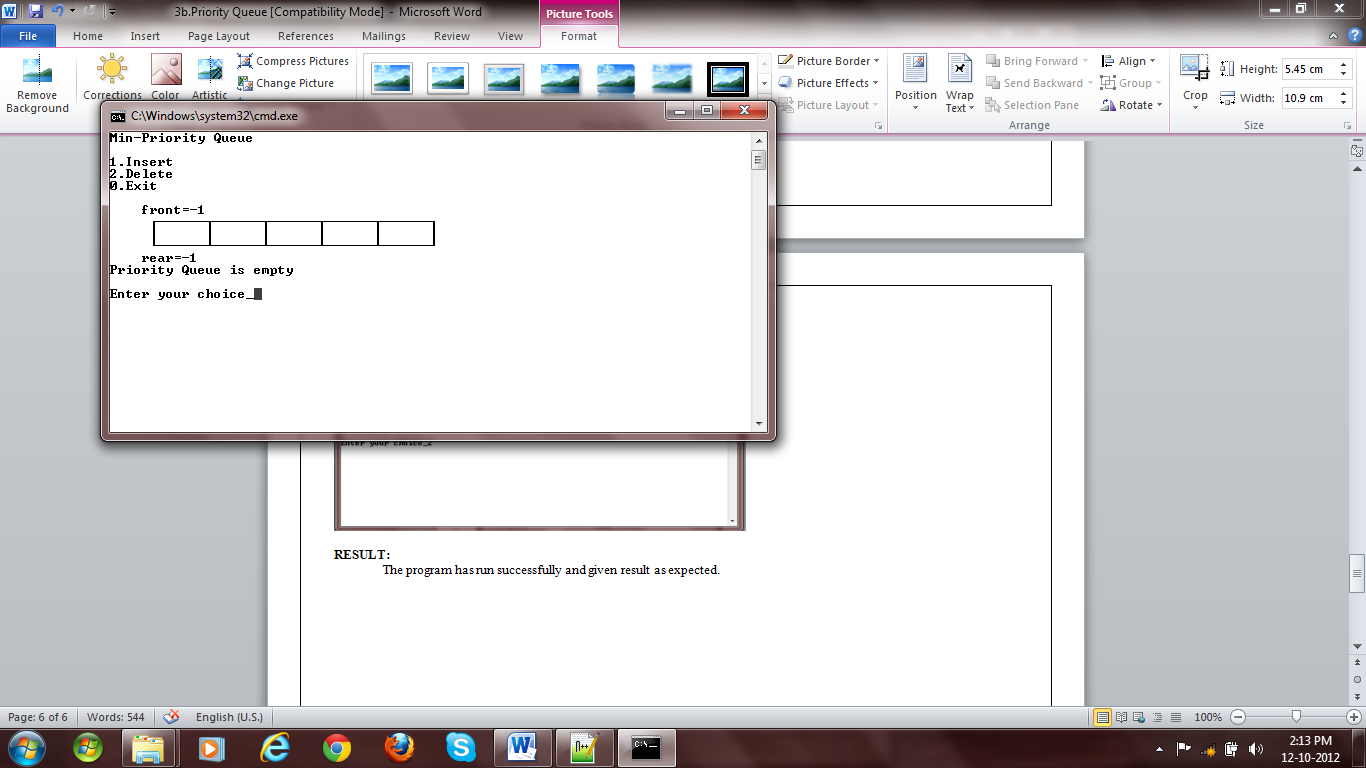 3b.Priority Queue [Compatibility Mode] - Microsoft Word
Picture Tools
File Home Insert Page Layout References Mailings Review View Format
Remove Background
Corrections
Color
Artistic
Compress Pictures
Change Picture
Picture Border
Picture Effects
Picture Layout
Position
Wrap Text
Bring Forward
Send Backward
Selection Pane
Align
Group
Rotate
Arrange
Crop
Height: 5.45 cm
Width: 10.9 cm
Size
C:\Windows\system32\cmd.exe
Min-Priority Queue
1.Insert
2.Delete
0.Exit
front=-1
rear=-1
Priority Queue is empty
Enter your choice_
Enter your choice_2
RESULT:
The program has run successfully and given result as expected.
Page: 6 of 6 Words: 544 English (U.S.) 100%
2:13 PM
12-10-2012